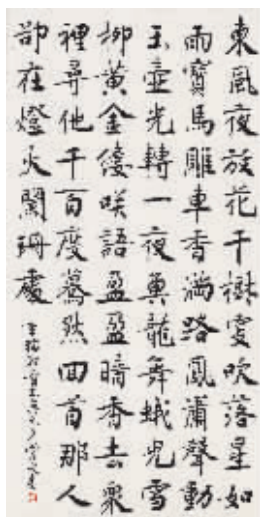 東風夜放花千樹更吹落星如
雨寶馬雕車香滿路鳳簫聲動
玉壺光轉一夜魚龍舞蛾兒雪
柳黃金縷咲語盈盈暗香去眾
裡尋他千百度驀然回首那人
卻在燈火闌珊處